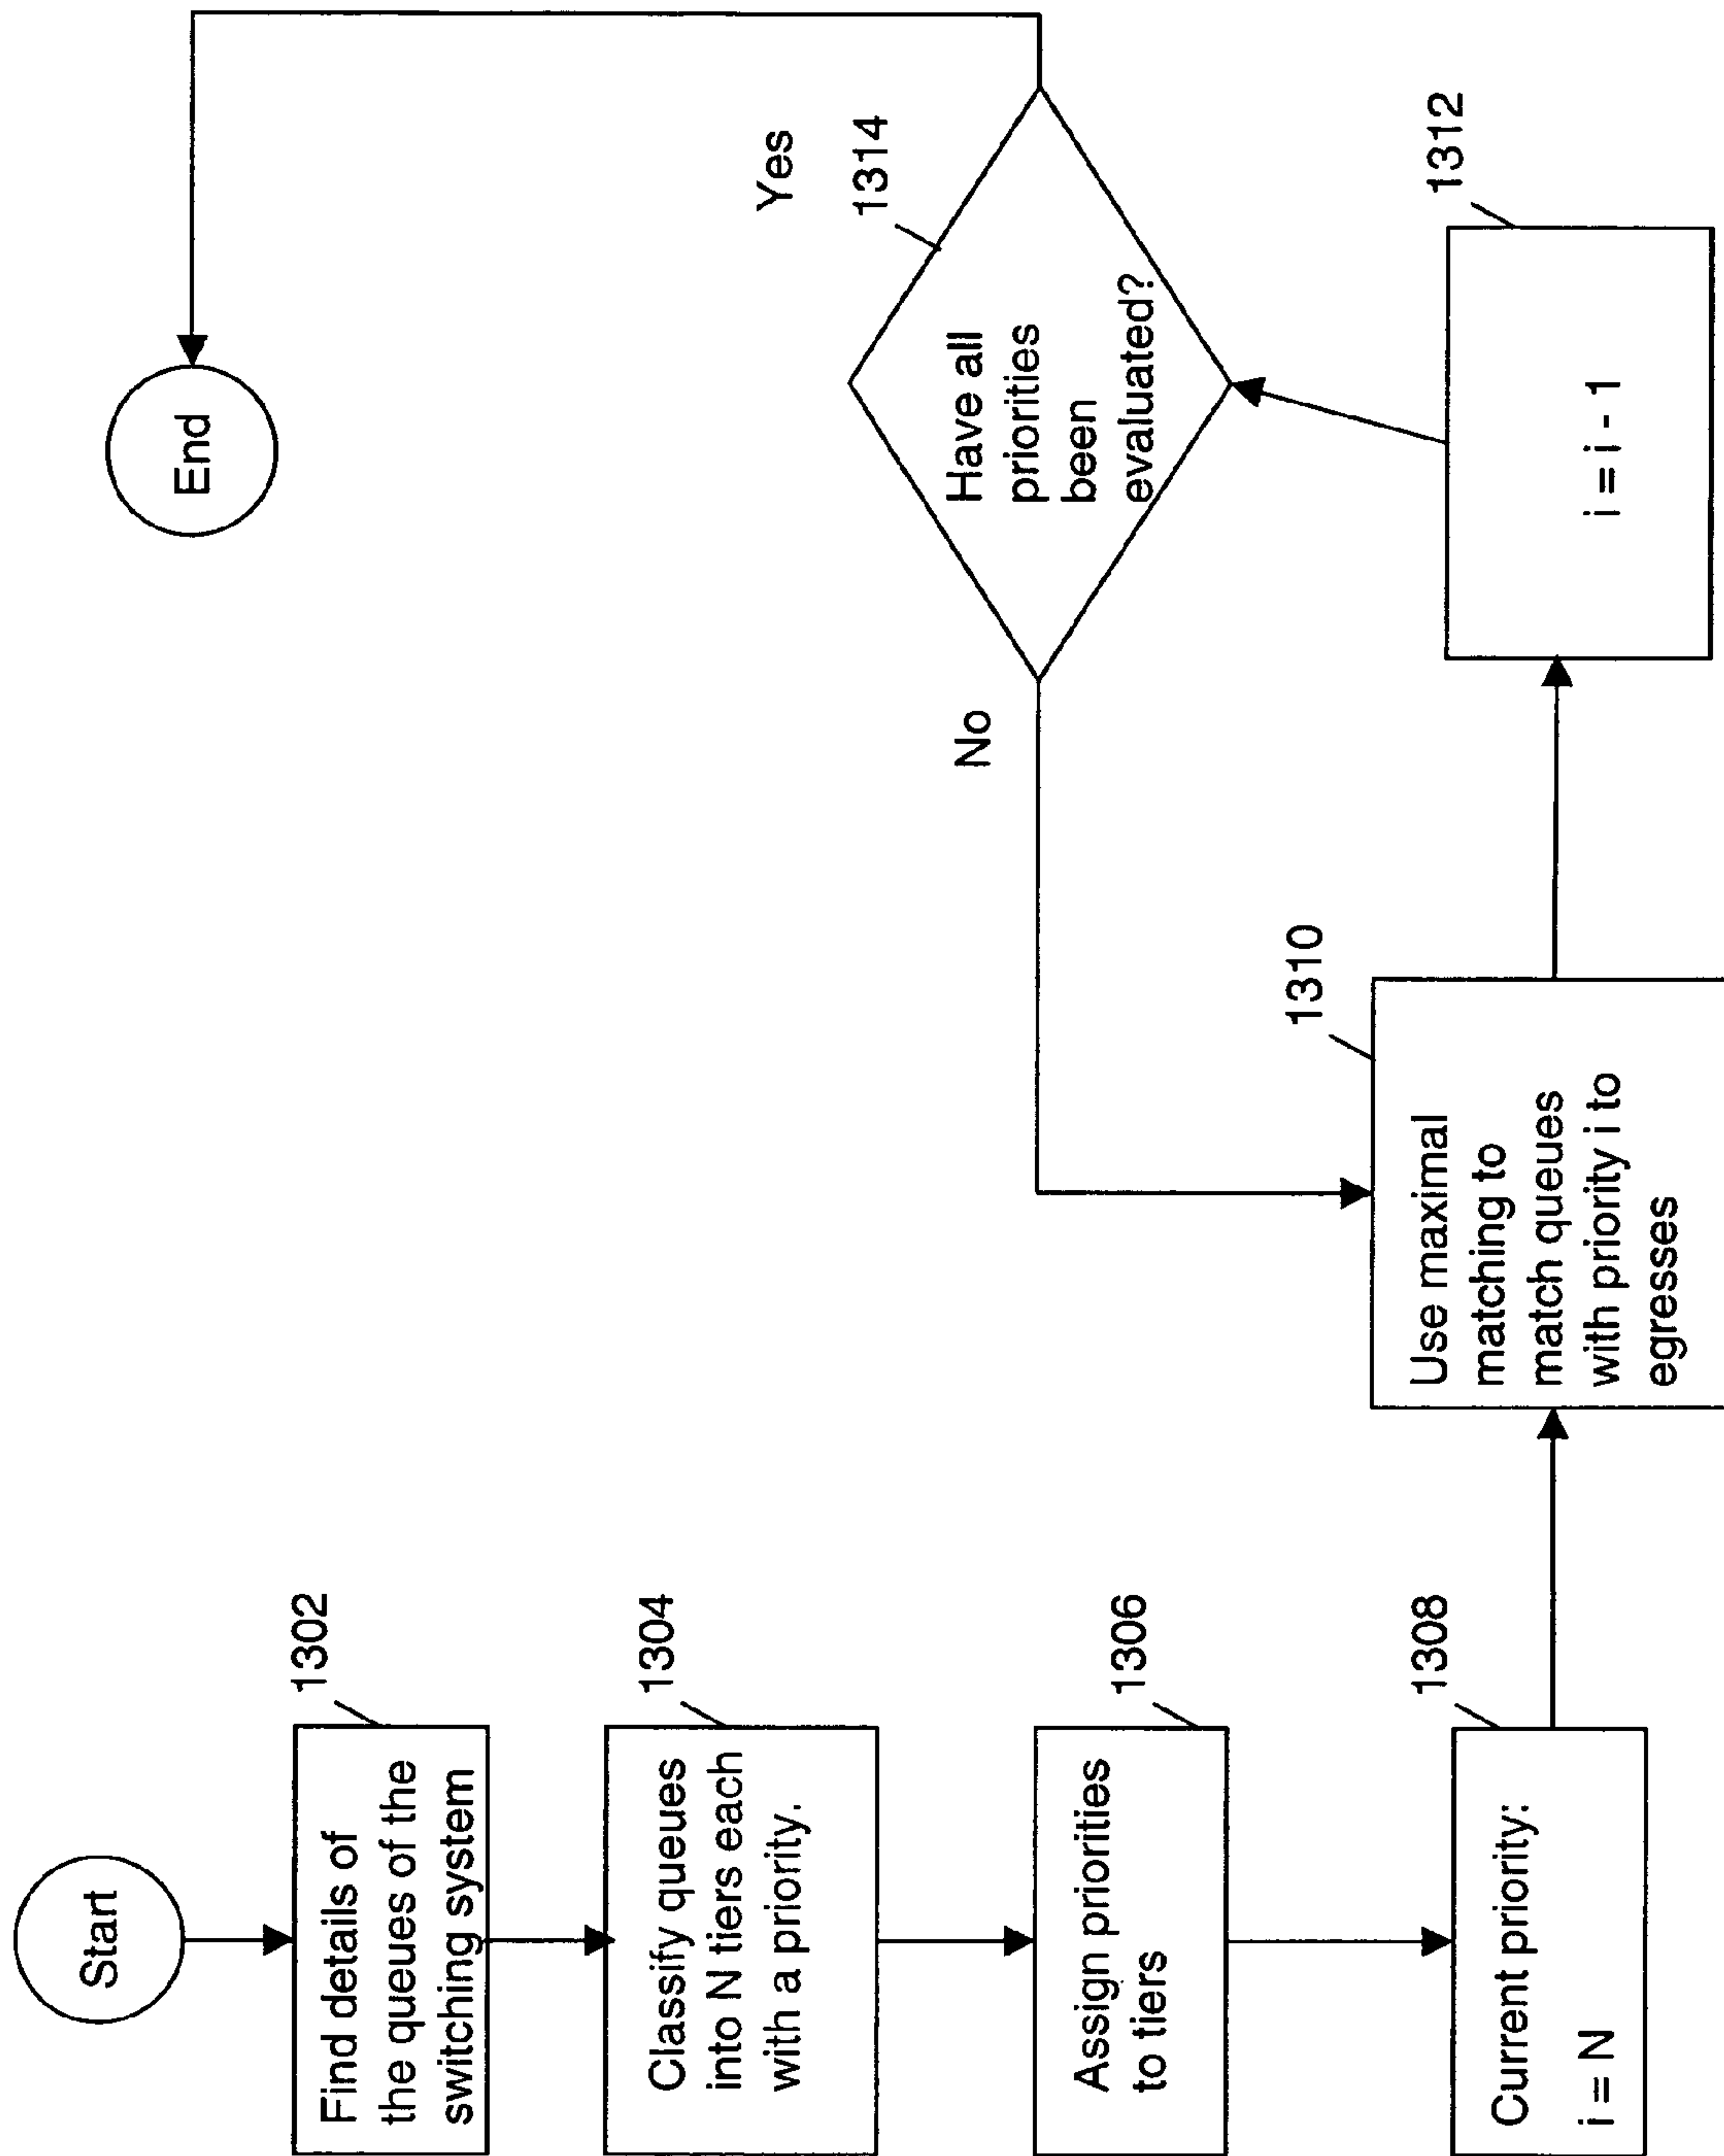 Start
1302
Find details of
the queues of the
switching system
1304
Classify queues
into N tiers each
with a priority.
1306
Assign priorities
to tiers
1308
Current priority:
i = N
1310
Use maximal
matching to
match queues
with priority i to
egresses
1312
i = i - 1
1314
Have all
priorities
been
evaluated?
No
Yes
End